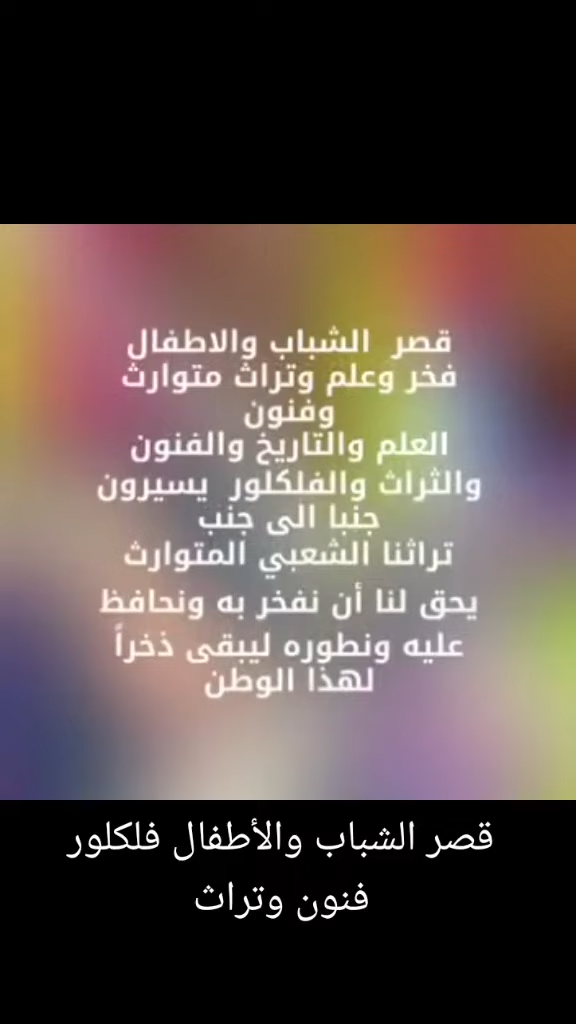 قصر الشباب والاطفال
فخر وعلم وتراث متوارث
وفنون
العلم والتاريخ والفنون
والثراث والفلكلور يسيرون
جنبا الى جنب
تراثنا الشعبي المتوارث
يحق لنا أن نفخر به ونحافظ
عليه ونطوره ليبقى ذخراً
لهذا الوطن
قصر الشباب والأطفال فلكلور
فنون وتراث